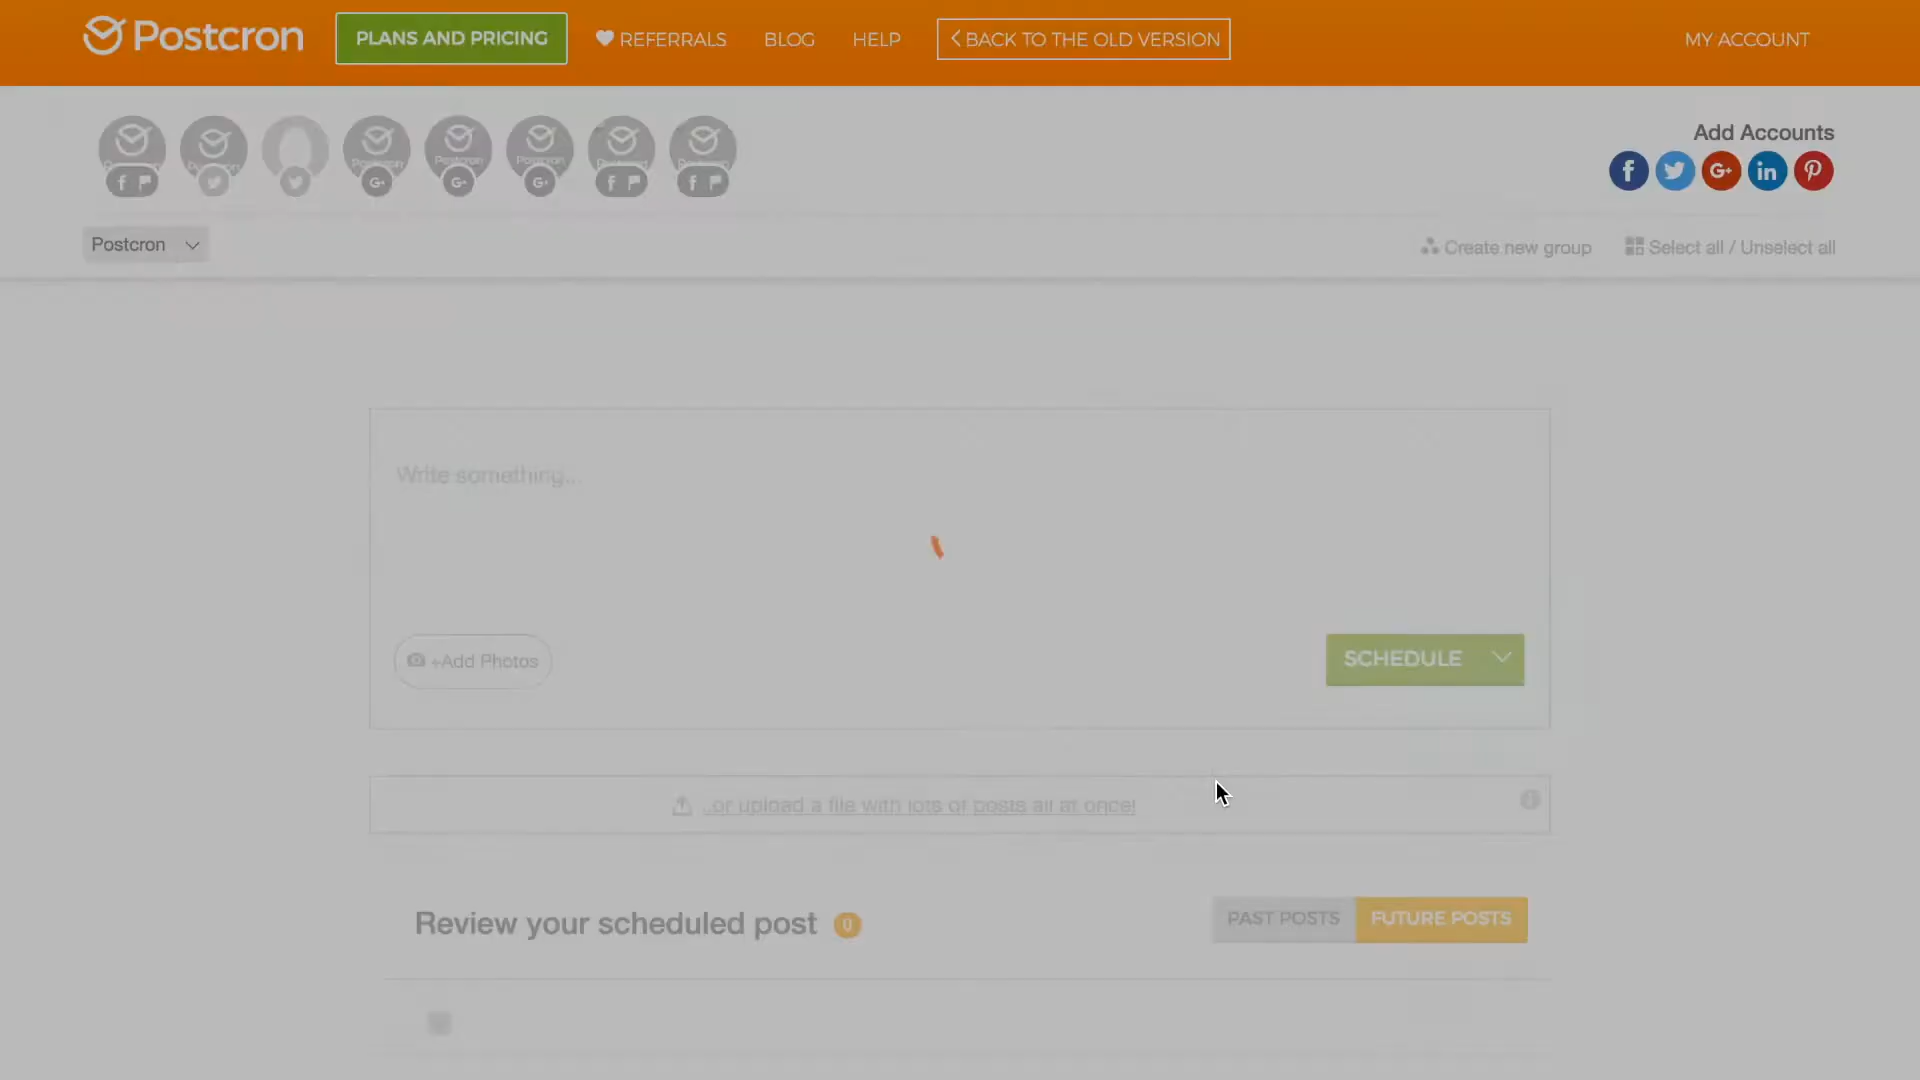 Postcron
PLANS AND PRICING
REFERRALS
BLOG
HELP
BACK TO THE OLD VERSION
MY ACCOUNT
Add Accounts
Postcron
Create new group
Select all / Unselect all
Write something...
+Add Photos
SCHEDULE
...or upload a file with lots of posts all at once!
Review your scheduled post 0
PAST POSTS
FUTURE POSTS